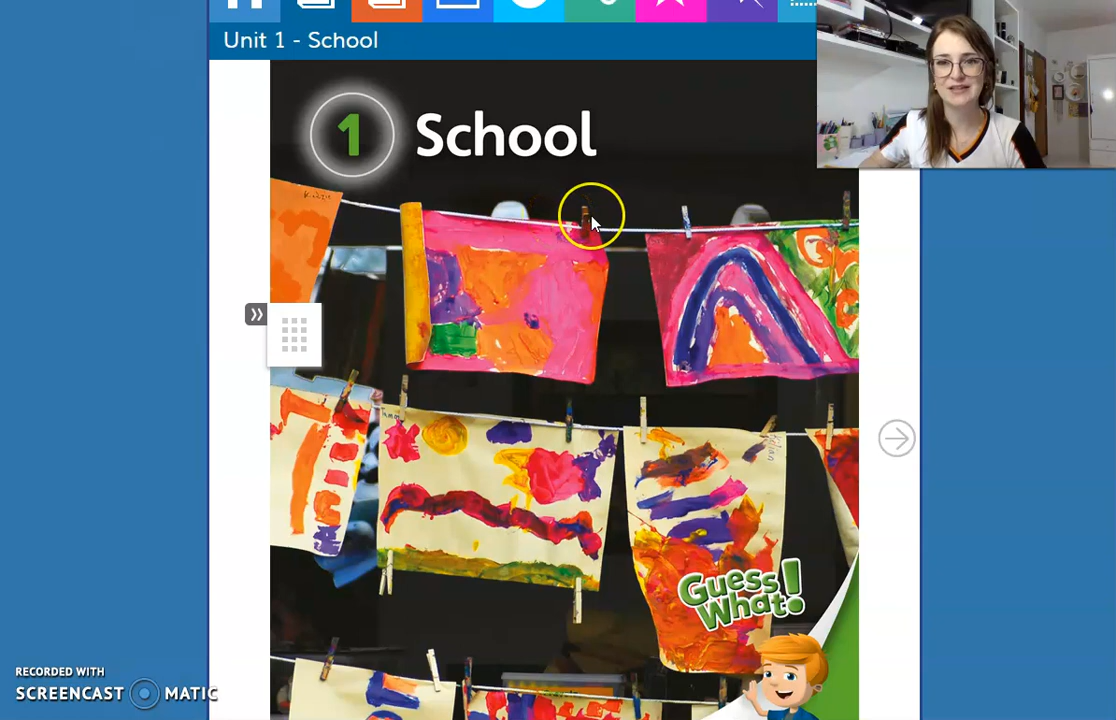 Unit 1 - School
1 School
Guess
What!
RECORDED WITH
SCREENCAST MATIC